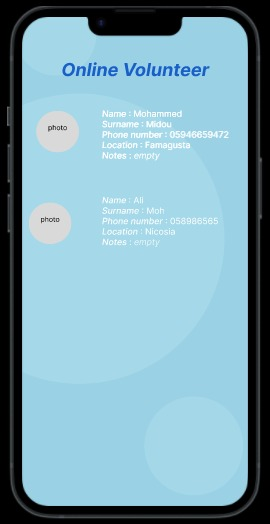 Online Volunteer
photo
Name : Mohammed
Surname : Midou
Phone number : 05946659472
Location : Famagusta
Notes : empty
photo
Name : Ali
Surname : Moh
Phone number : 058986565
Location : Nicosia
Notes : empty